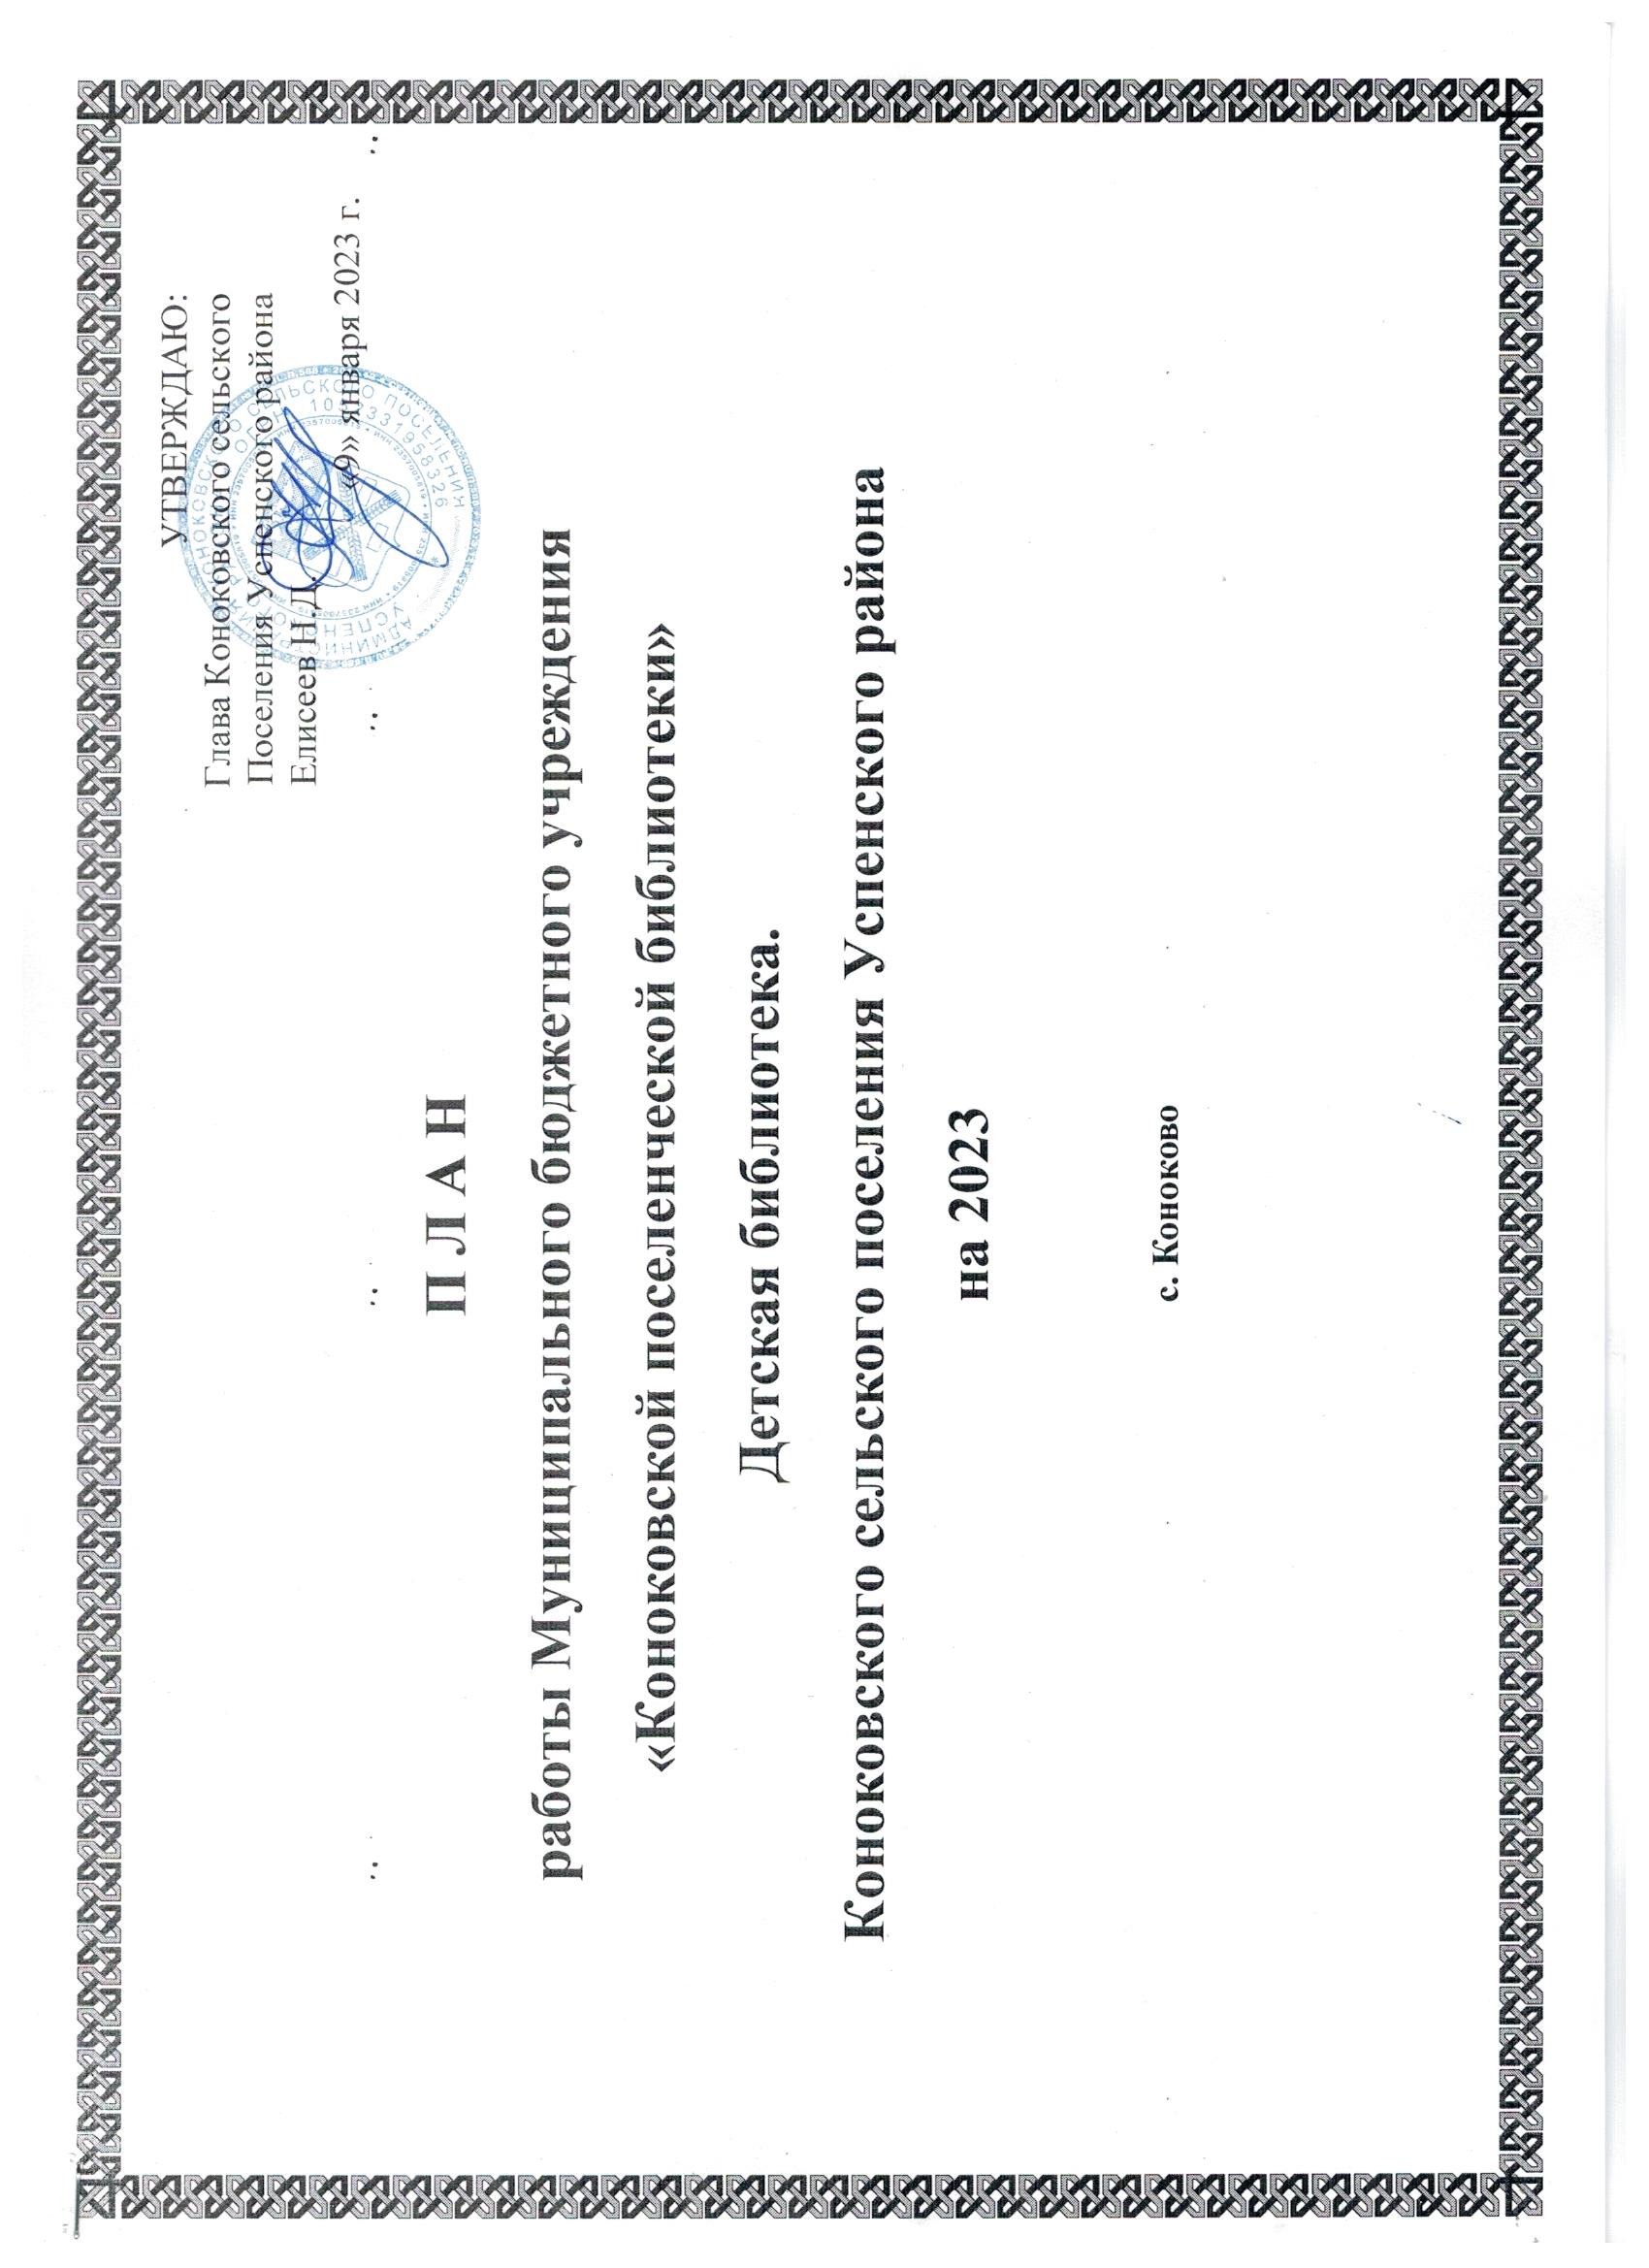 УТВЕРЖДАЮ:
Глава Коноковского сельского
Поселения Успенского района
Елисеев Н.Д.
«9» января 2023 г.
П Л А Н
работы Муниципального бюджетного учреждения
«Коноковской поселенческой библиотеки»
Детская библиотека.
Коноковского сельского поселения Успенского района
на 2023
с. Коноково